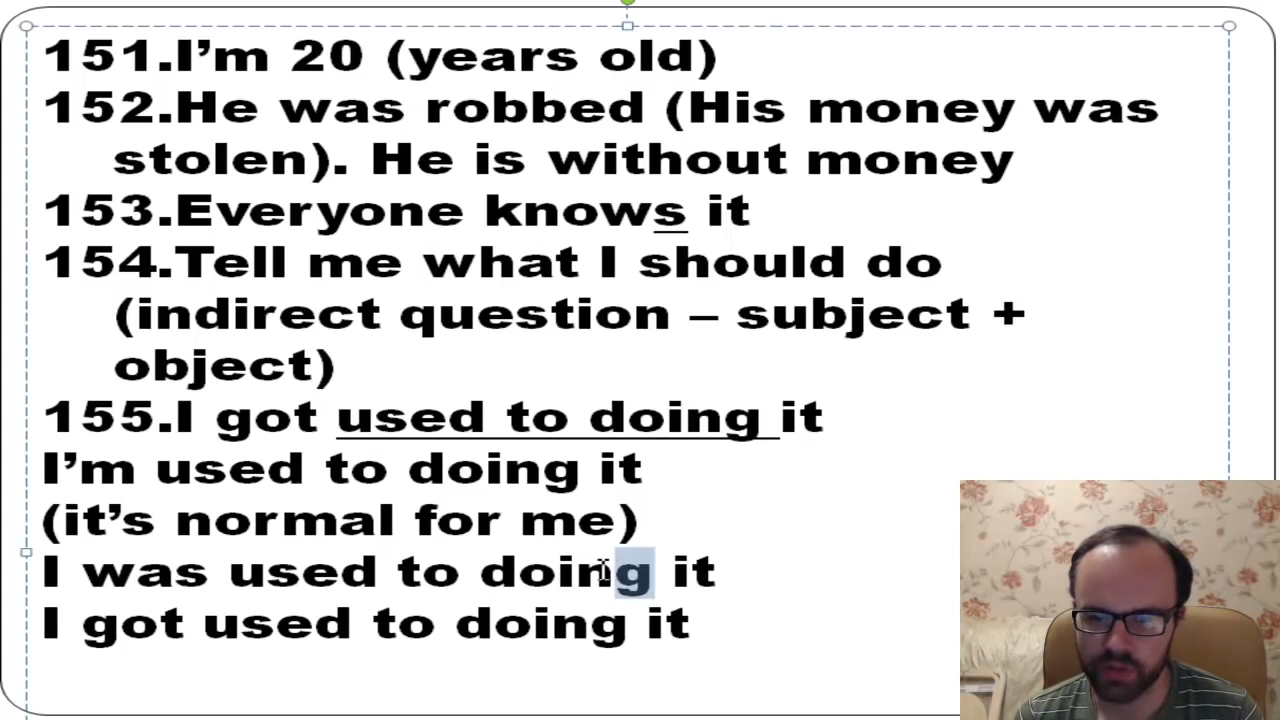 151.I’m 20 (years old)
152.He was robbed (His money was
stolen). He is without money
153.Everyone knows it
154.Tell me what I should do
(indirect question – subject +
object)
155.I got used to doing it
I’m used to doing it
(it’s normal for me)
I was used to doing it
I got used to doing it